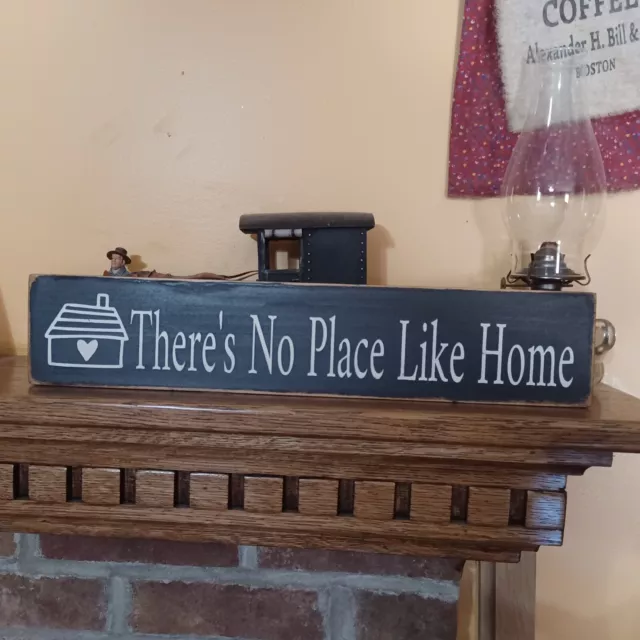 COFFEE
Alexander H. Bill &
BOSTON
There's No Place Like Home